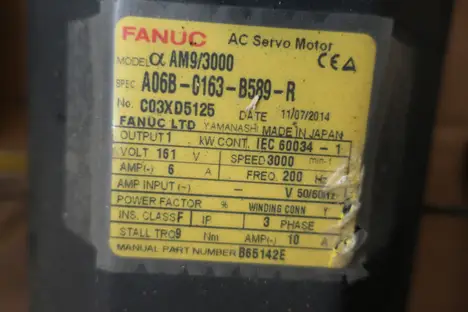 FANUC AC Servo Motor
MODEL α AM9/3000 CE
SPEC A06B-0163-B589-R
No. C03XD5125 DATE 11/07/2014
FANUC LTD YAMANASHI MADE IN JAPAN
OUTPUT 1 kW CONT. IEC 60034-1
VOLT 161 V SPEED 3000 min-1
AMP(~) 6 A FREQ. 200 Hz
AMP INPUT (~) – V 50/60Hz
POWER FACTOR % WINDING CONN Y
INS. CLASS F IP 3 PHASE
STALL TRQ 9 Nm AMP(~) 10 A
MANUAL PART NUMBER B65142E